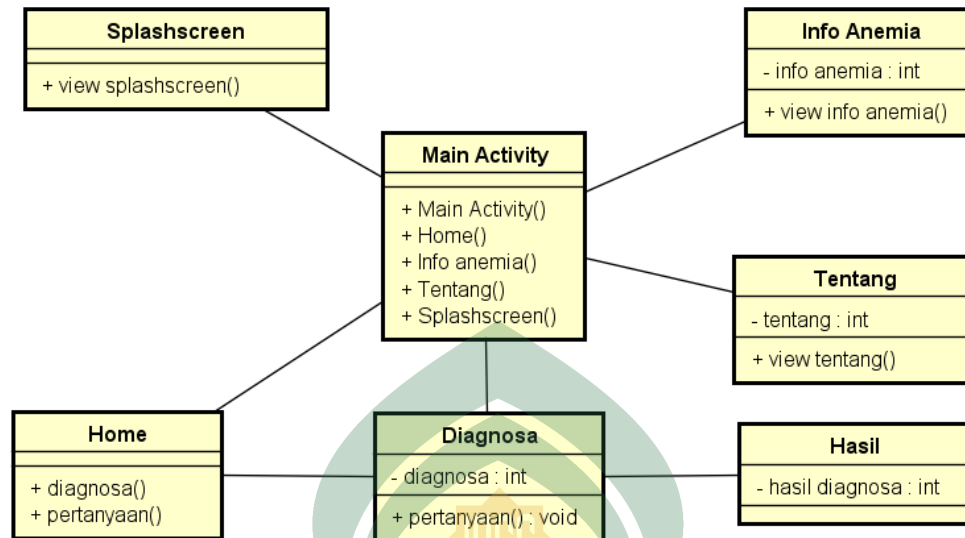 Splashscreen
+ view splashscreen()
Info Anemia
- info anemia : int
+ view info anemia()
Main Activity
+ Main Activity()
+ Home()
+ Info anemia()
+ Tentang()
+ Splashscreen()
Tentang
- tentang : int
+ view tentang()
Home
+ diagnosa()
+ pertanyaan()
Diagnosa
- diagnosa : int
+ pertanyaan() : void
Hasil
- hasil diagnosa : int